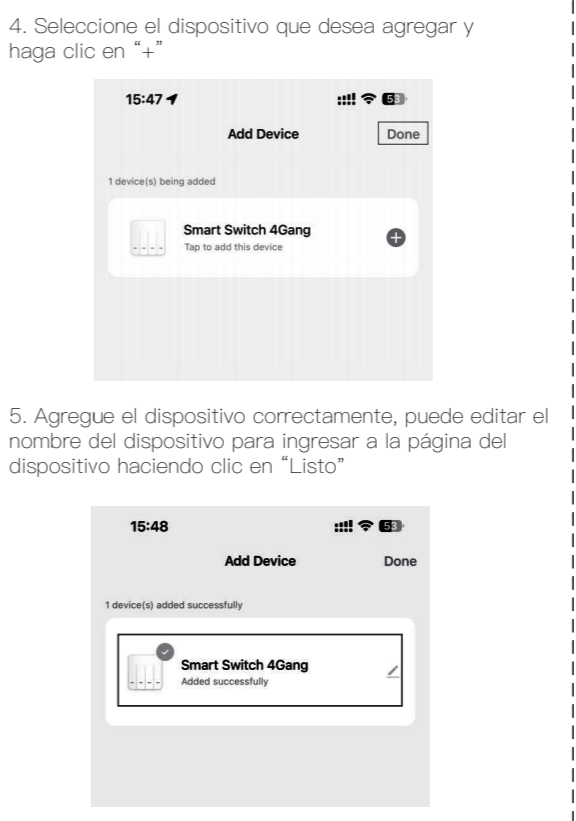 4. Seleccione el dispositivo que desea agregar y
haga clic en “+”
15:47
53
Add Device
Done
1 device(s) being added
Smart Switch 4Gang
Tap to add this device
5. Agregue el dispositivo correctamente, puede editar el
nombre del dispositivo para ingresar a la página del
dispositivo haciendo clic en “Listo”
15:48
53
Add Device
Done
1 device(s) added successfully
Smart Switch 4Gang
Added successfully